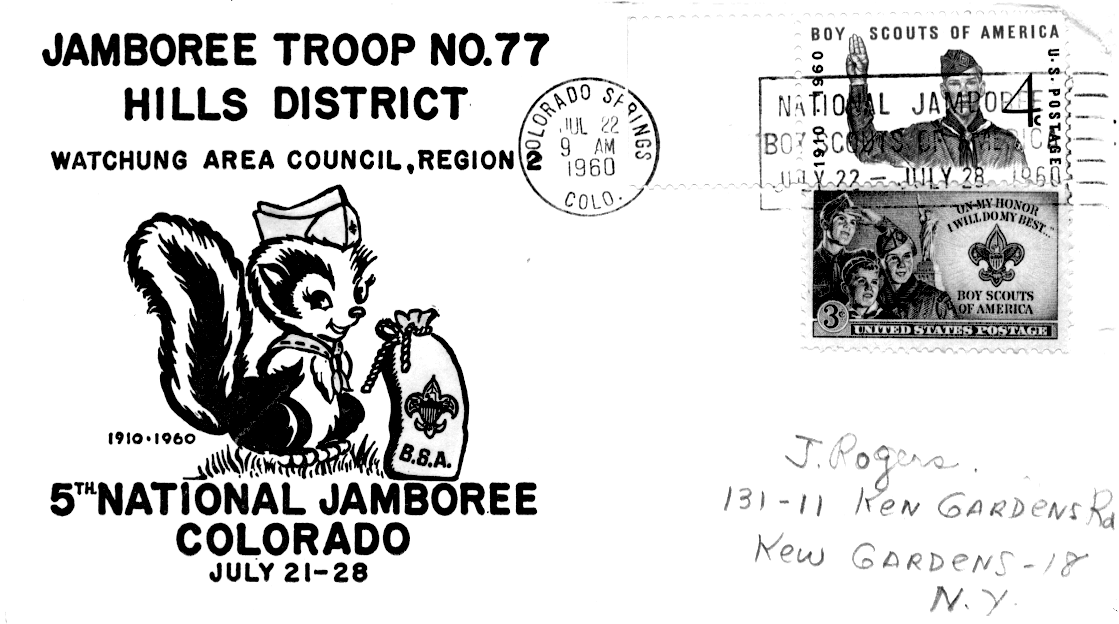 JAMBOREE TROOP NO.77
HILLS DISTRICT
WATCHUNG AREA COUNCIL, REGION 2
COLORADO SPRINGS
JUL 22
9 AM
1960
COLO.
BOY SCOUTS OF AMERICA
1910 1960
4c
U.S. POSTAGE
NATIONAL JAMBOREE
BOY SCOUTS OF AMERICA
JULY 22 — JULY 28 1960
"ON MY HONOR
I WILL DO MY BEST..."
BOY SCOUTS
OF AMERICA
3c
UNITED STATES POSTAGE
B.S.A.
1910·1960
5TH NATIONAL JAMBOREE
COLORADO
JULY 21-28
J. Rogers.
131-11 KEN GARDENS Rd
Kew GARDENS-18
N.Y.